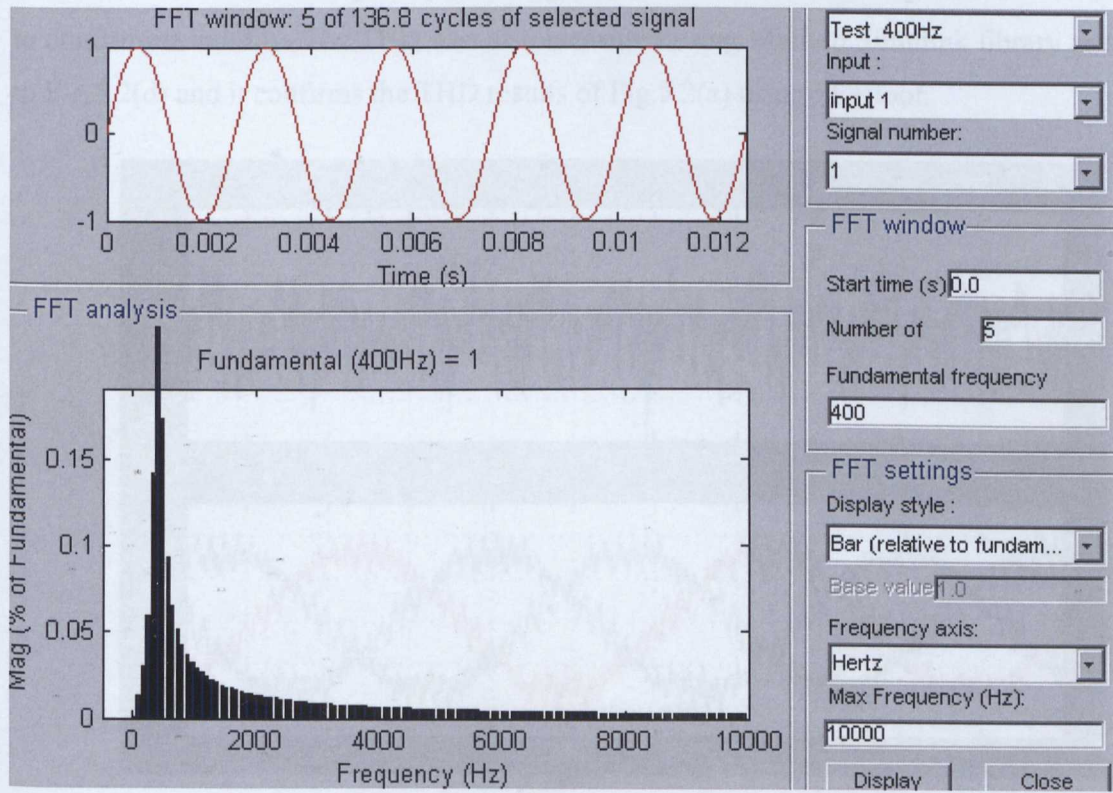 FFT window: 5 of 136.8 cycles of selected signal
1
0
-1
0
0.002
0.004
0.006
0.008
0.01
0.012
Time (s)
FFT analysis
Fundamental (400Hz) = 1
Mag (% of Fundamental)
0.15
0.1
0.05
0
0
2000
4000
6000
8000
10000
Frequency (Hz)
Test_400Hz
Input :
input 1
Signal number:
1
FFT window
Start time (s) 0.0
Number of 5
Fundamental frequency
400
FFT settings
Display style :
Bar (relative to fundam...
Base value 1.0
Frequency axis:
Hertz
Max Frequency (Hz):
10000
Display
Close